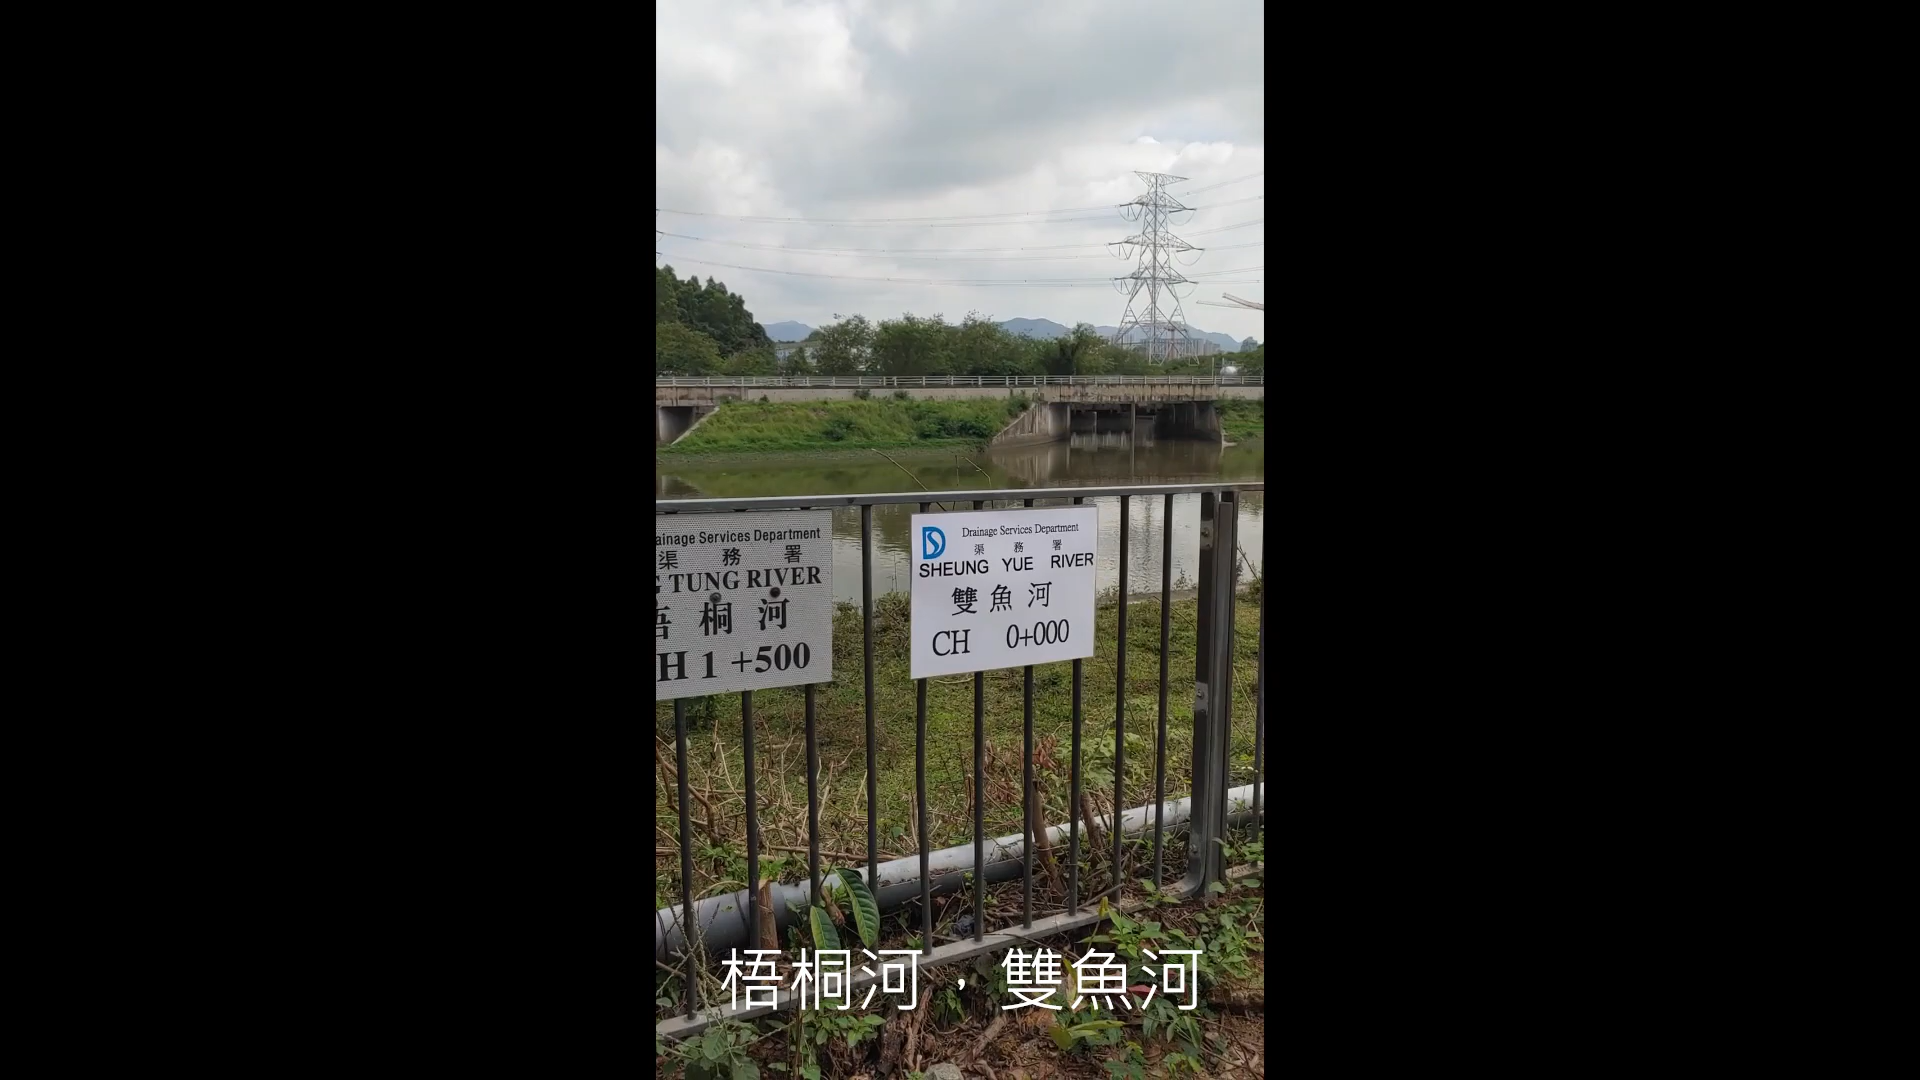 ainage Services Department
渠 務 署
TUNG RIVER
梧 桐 河
H 1 +500
Drainage Services Department
渠 務 署
SHEUNG YUE RIVER
雙 魚 河
CH 0+000
梧桐河，雙魚河